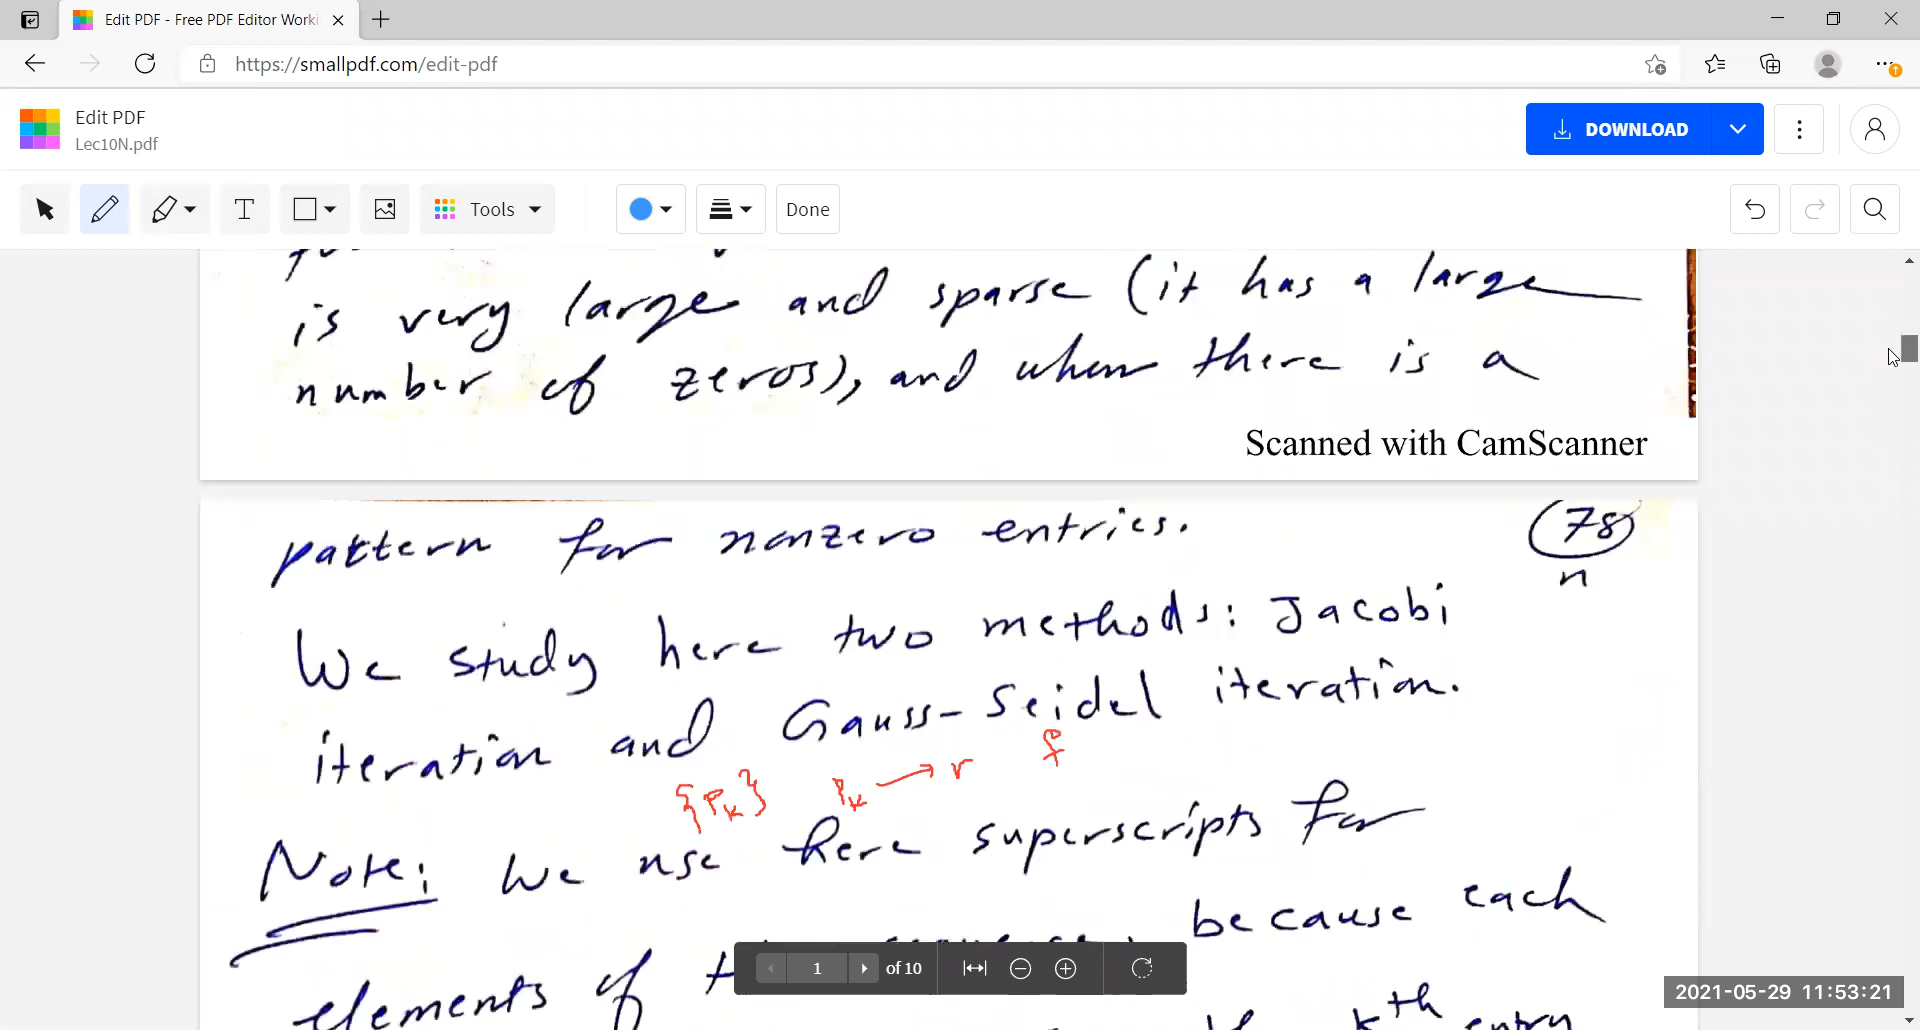 Edit PDF - Free PDF Editor Worki
https://smallpdf.com/edit-pdf
Edit PDF
Lec10N.pdf
DOWNLOAD
T
Tools
Done
is very large and sparse (it has a large
number of zeros), and when there is a
Scanned with CamScanner
pattern for nonzero entries.
78
n
We study here two methods: Jacobi
iteration and Gauss-Seidel iteration.
{P_k} P_k → r
Note: We use here superscripts for
because each
elements of
kth entry
1 of 10
2021-05-29 11:53:21